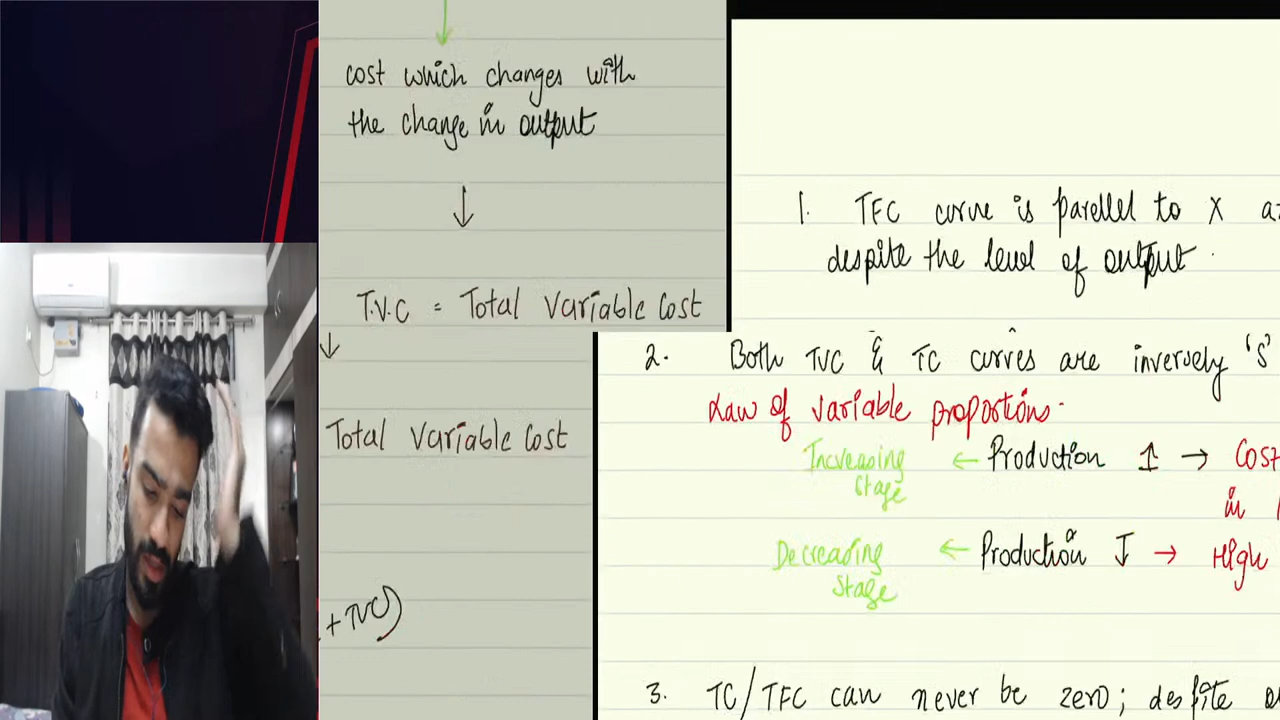 cost which changes with
the change in output
↓
T.V.C = Total Variable Cost
↓
Total Variable Cost
+ TVC)
1. TFC curve is parellel to X
despite the level of output.
2. Both TVC & TC curves are inversely 'S'
Law of variable proportions.
Increasing Stage ← Production ↑ → Cost
in
Decreasing Stage ← Production ↓ → High
3. TC/TFC can never be zero; despite